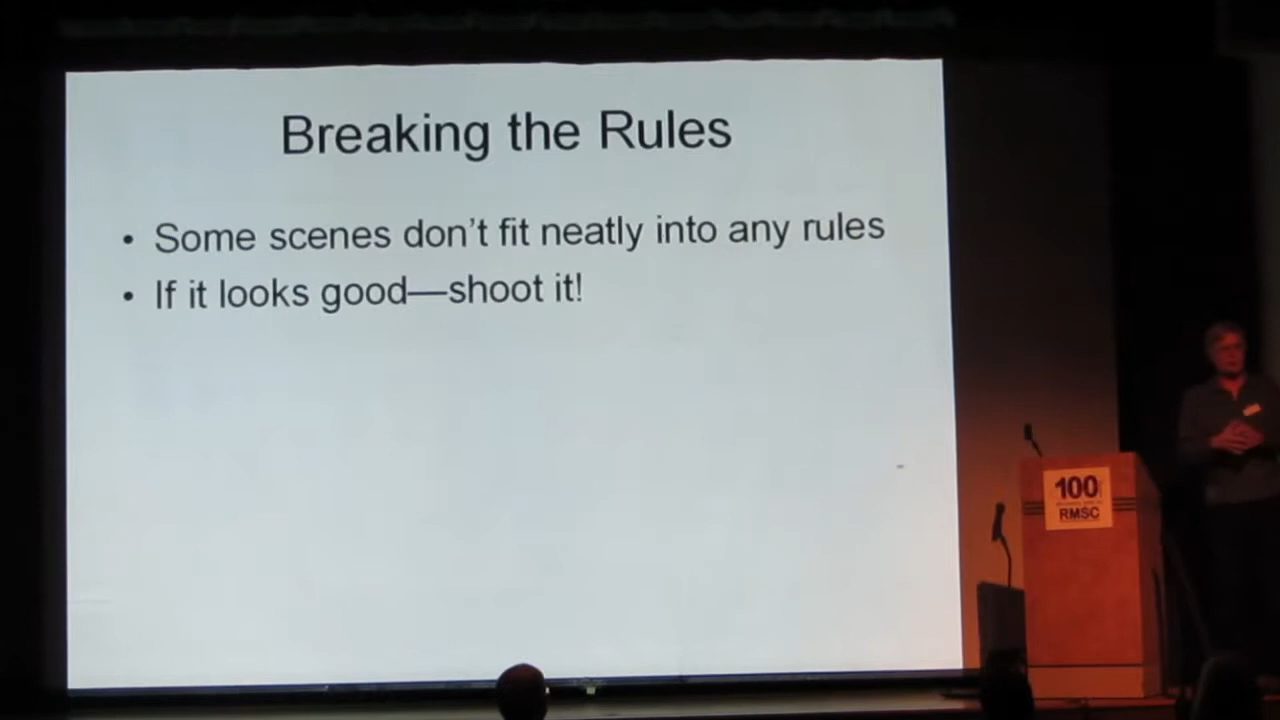 Breaking the Rules
• Some scenes don't fit neatly into any rules
• If it looks good—shoot it!
100
RMSC